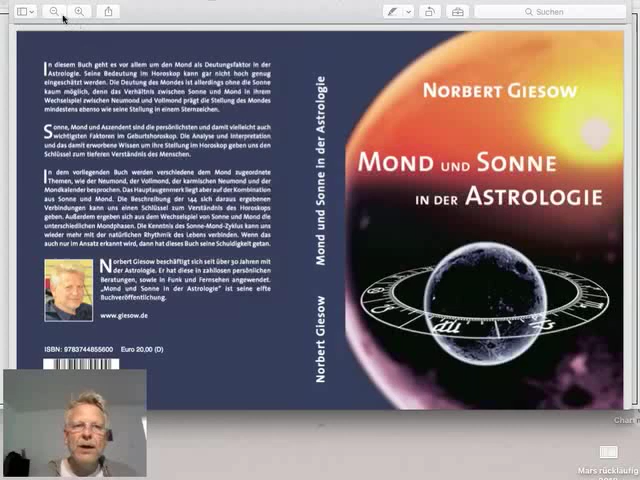 Suchen
In diesem Buch geht es vor allem um den Mond als Deutungsfaktor in der
Astrologie. Seine Bedeutung im Horoskop kann gar nicht hoch genug
eingeschätzt werden. Die Deutung des Mondes ist allerdings ohne die Sonne
kaum möglich, denn das Verhältnis zwischen Sonne und Mond in ihrem
Wechselspiel zwischen Neumond und Vollmond prägt die Stellung des Mondes
mindestens ebenso wie seine Stellung in einem Sternzeichen.
Sonne, Mond und Aszendent sind die persönlichsten und damit vielleicht auch
wichtigsten Faktoren im Geburtshoroskop. Die Analyse und Interpretation
und das damit erworbene Wissen um ihre Stellung im Horoskop geben uns den
Schlüssel zum tieferen Verständnis des Menschen.
In dem vorliegenden Buch werden verschiedene dem Mond zugeordnete
Themen, wie der Neumond, der Vollmond, der karmischen Neumond und der
Mondkalender besprochen. Das Hauptaugenmerk liegt aber auf der Kombination
aus Sonne und Mond. Die Beschreibung der 144 sich daraus ergebenen
Verbindungen kann uns einen Schlüssel zum Verständnis des Horoskops
geben. Außerdem ergeben sich aus dem Wechselspiel von Sonne und Mond die
unterschiedlichen Mondphasen. Die Kenntnis des Sonne-Mond-Zyklus kann uns
wieder mehr mit der natürlichen Rhythmik des Lebens verbinden. Wenn das
auch nur im Ansatz erkannt wird, dann hat dieses Buch seine Schuldigkeit getan.
Norbert Giesow beschäftigt sich seit über 30 Jahren mit
der Astrologie. Er hat diese in zahllosen persönlichen
Beratungen, sowie in Funk und Fernsehen angewendet.
„Mond und Sonne in der Astrologie" ist seine elfte
Buchveröffentlichung.
www.giesow.de
ISBN: 9783744855600 Euro 20,00 (D)
Mond und Sonne in der Astrologie
Norbert Giesow
NORBERT GIESOW
MOND UND SONNE
IN DER ASTROLOGIE
Mars rückläufig